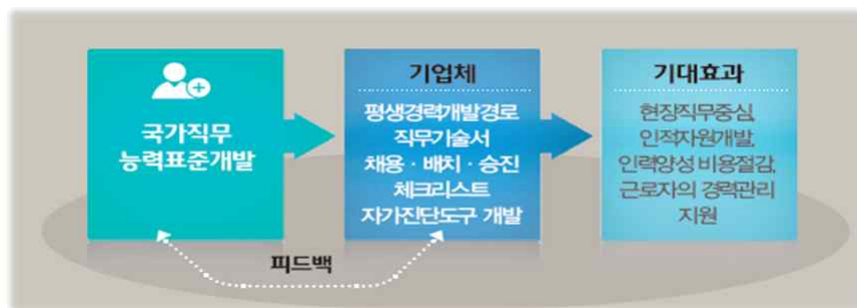 국가직무
능력표준개발
기업체
평생경력개발경로
직무기술서
채용 · 배치 · 승진
체크리스트
자가진단도구 개발
기대효과
현장직무중심,
인적자원개발,
인력양성 비용절감,
근로자의 경력관리
지원
피드백